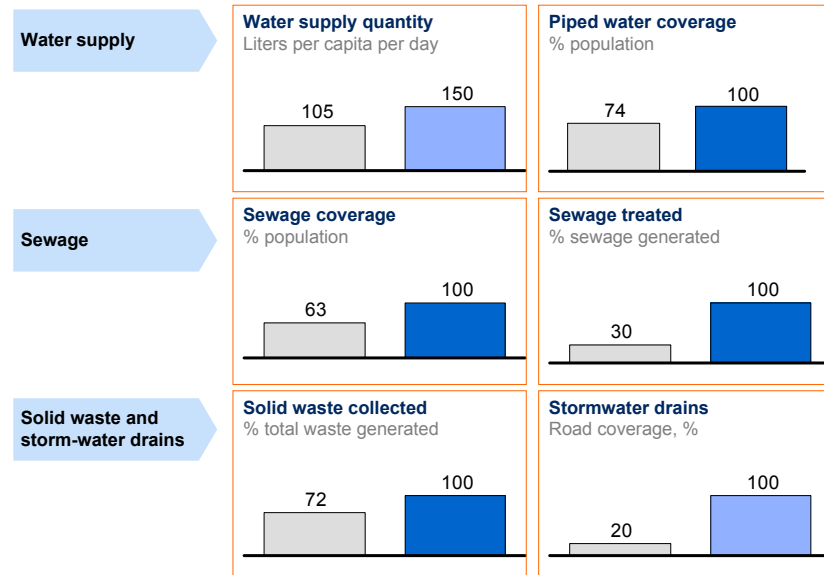 Water supply
Water supply quantity
Liters per capita per day
105
150
Piped water coverage
% population
74
100
Sewage
Sewage coverage
% population
63
100
Sewage treated
% sewage generated
30
100
Solid waste and
storm-water drains
Solid waste collected
% total waste generated
72
100
Stormwater drains
Road coverage, %
20
100